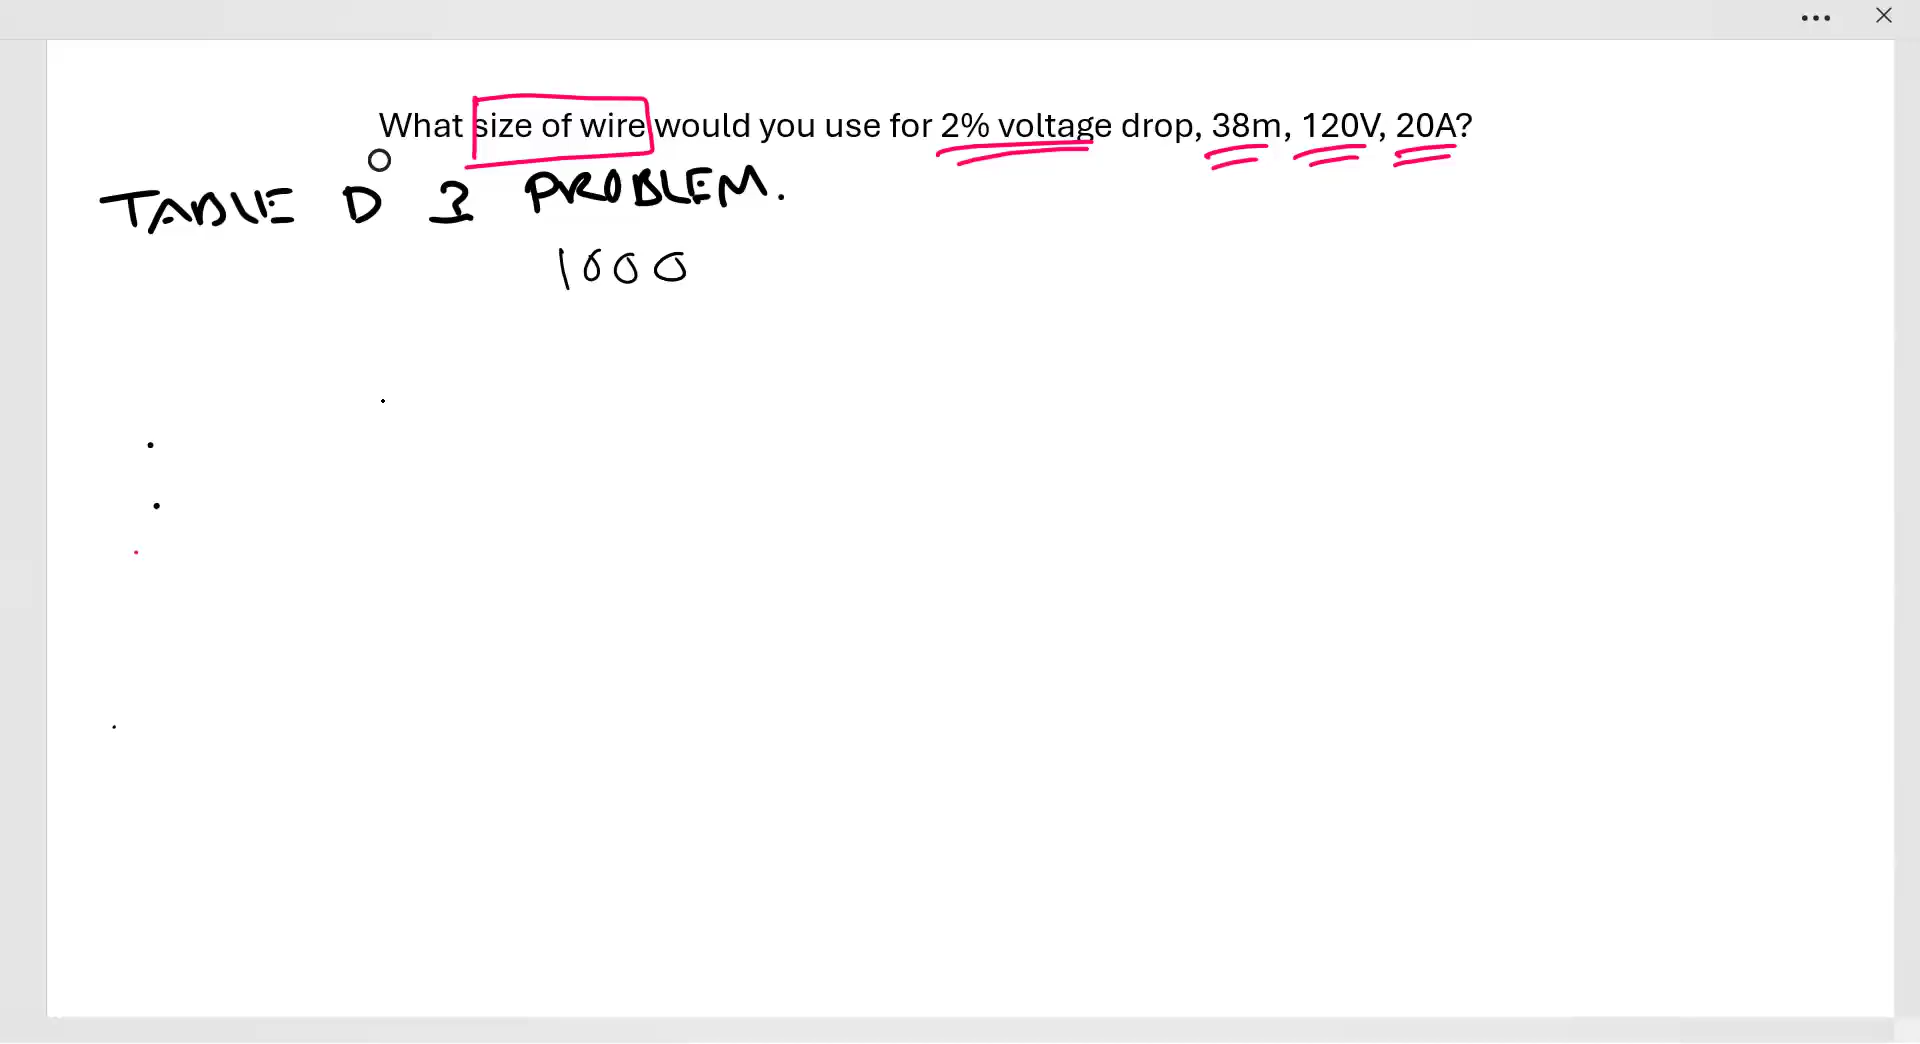 What size of wire would you use for 2% voltage drop, 38m, 120V, 20A?
TABLE D 3 PROBLEM.
1000